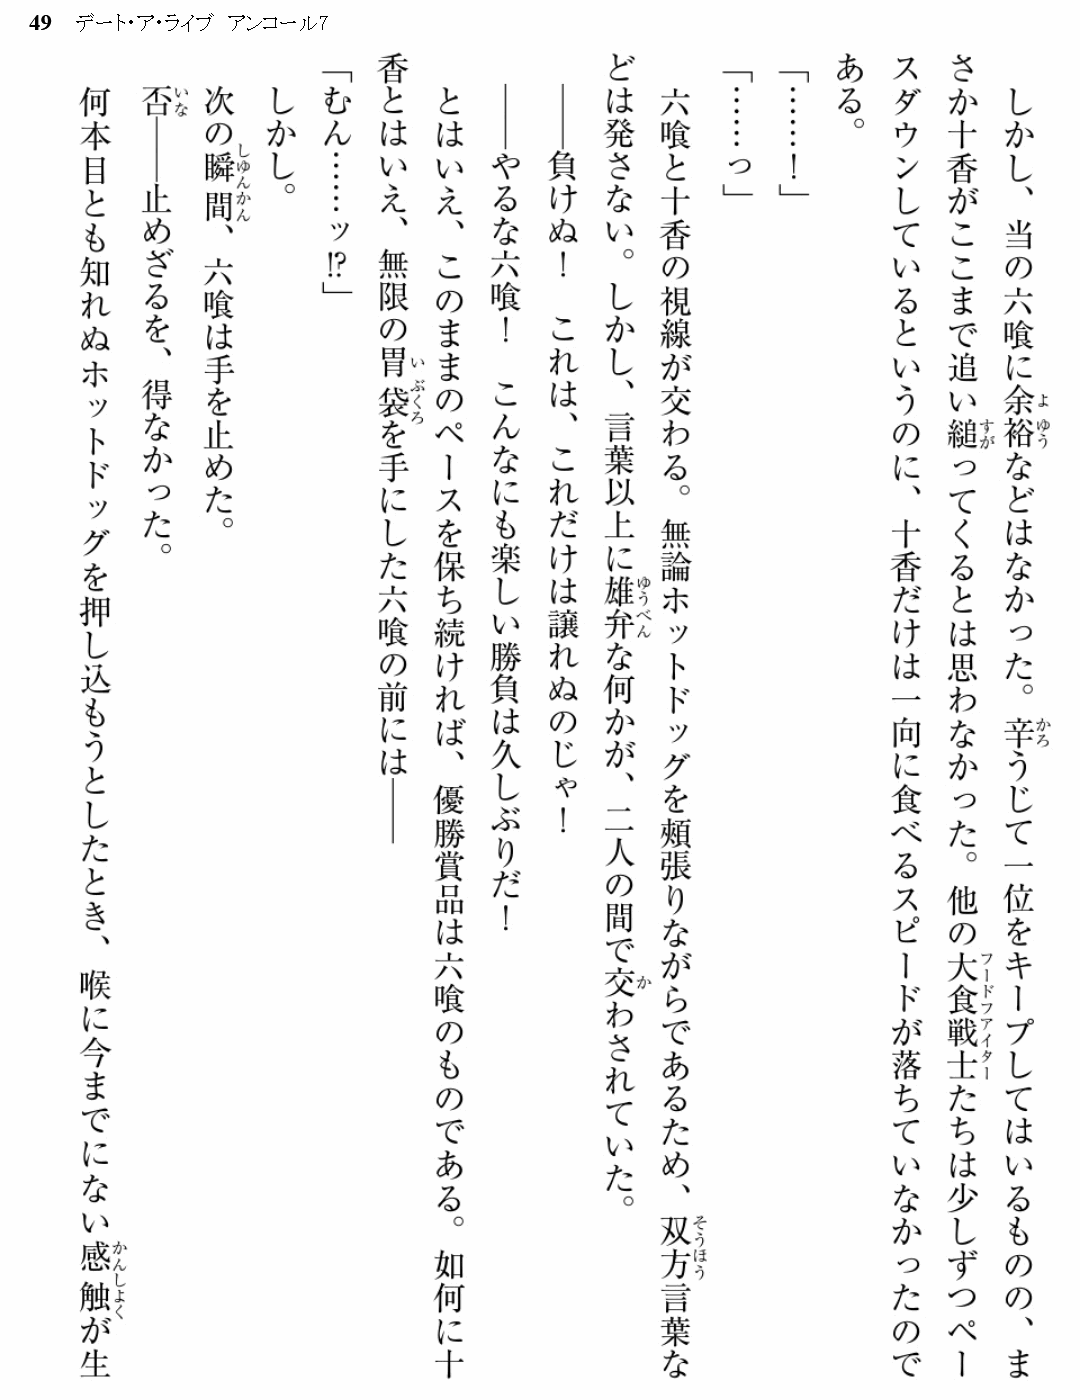 49 デート・ア・ライブ アンコール7
　しかし、当の六喰に余裕などはなかった。辛うじて一位をキープしてはいるものの、ま
さか十香がここまで追い縋ってくるとは思わなかった。他の大食戦士たちは少しずつペー
スダウンしているというのに、十香だけは一向に食べるスピードが落ちていなかったので
ある。
「……！」
「……っ」
　六喰と十香の視線が交わる。無論ホットドッグを頰張りながらであるため、双方言葉な
どは発さない。しかし、言葉以上に雄弁な何かが、二人の間で交わされていた。
　――負けぬ！　これは、これだけは譲れぬのじゃ！
　――やるな六喰！　こんなにも楽しい勝負は久しぶりだ！
　とはいえ、このままのペースを保ち続ければ、優勝賞品は六喰のものである。如何に十
香とはいえ、無限の胃袋を手にした六喰の前には――
「むん……ッ!?」
　しかし。
　次の瞬間、六喰は手を止めた。
　否――止めざるを、得なかった。
　何本目とも知れぬホットドッグを押し込もうとしたとき、喉に今までにない感触が生